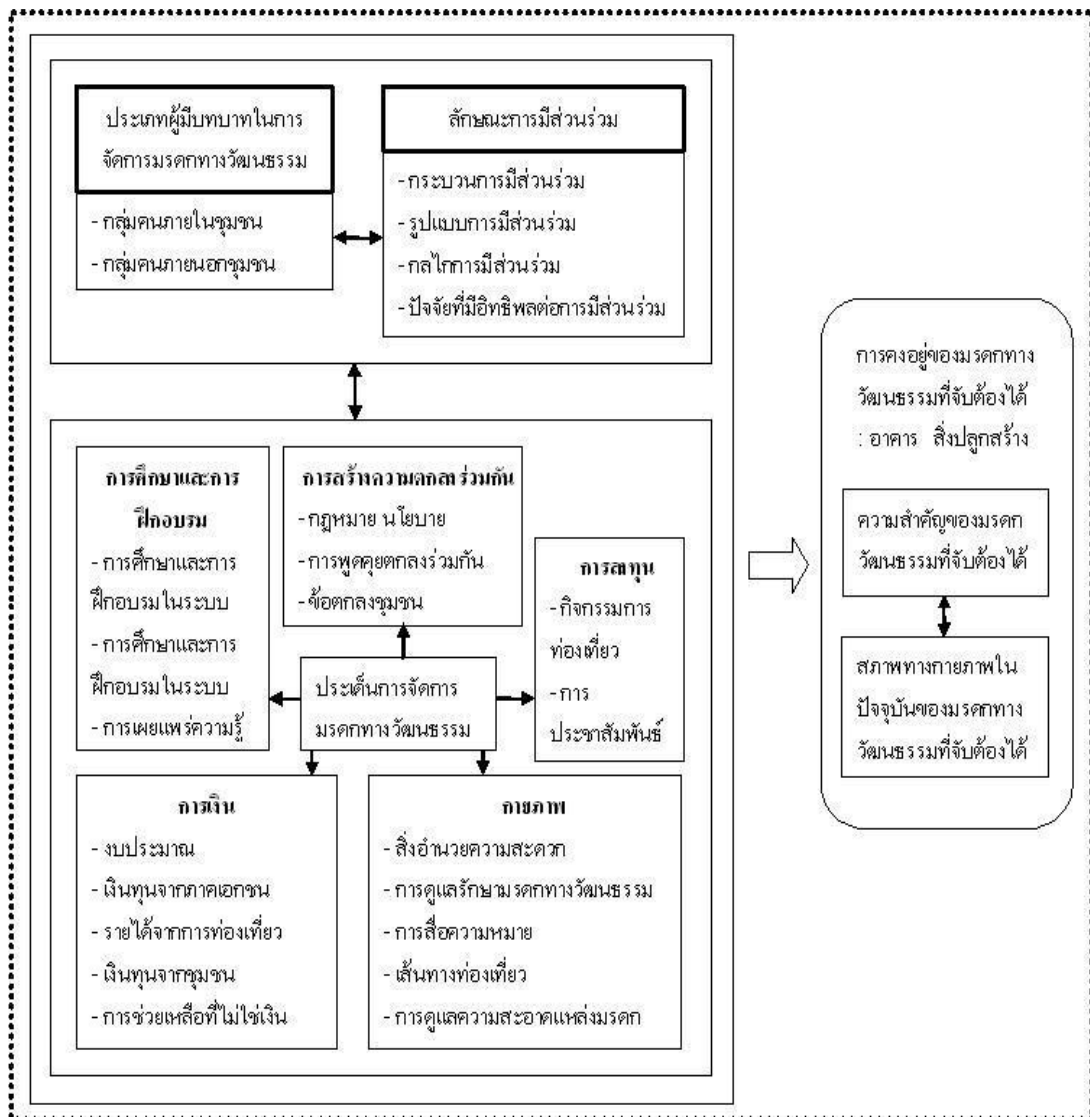 ประเภทผู้มีบทบาทในการ
จัดการมรดกทางวัฒนธรรม
- กลุ่มคนภายในชุมชน
- กลุ่มคนภายนอกชุมชน
ลักษณะการมีส่วนร่วม
- กระบวนการมีส่วนร่วม
- รูปแบบการมีส่วนร่วม
- กลไกการมีส่วนร่วม
- ปัจจัยที่มีอิทธิพลต่อการมีส่วนร่วม
การศึกษาและการ
ฝึกอบรม
- การศึกษาและการ
ฝึกอบรมในระบบ
- การศึกษาและการ
ฝึกอบรมในระบบ
- การเผยแพร่ความรู้
การสร้างความตกลงร่วมกัน
- กฎหมาย นโยบาย
- การพูดคุยตกลงร่วมกัน
- ข้อตกลงชุมชน
การลงทุน
- กิจกรรมการ
ท่องเที่ยว
- การ
ประชาสัมพันธ์
ประเด็นการจัดการ
มรดกทางวัฒนธรรม
การเงิน
- งบประมาณ
- เงินทุนจากภาคเอกชน
- รายได้จากการท่องเที่ยว
- เงินทุนจากชุมชน
- การช่วยเหลือที่ไม่ใช่เงิน
กายภาพ
- สิ่งอำนวยความสะดวก
- การดูแลรักษามรดกทางวัฒนธรรม
- การสื่อความหมาย
- เส้นทางท่องเที่ยว
- การดูแลความสะอาดแหล่งมรดก
การคงอยู่ของมรดกทาง
วัฒนธรรมที่จับต้องได้
: อาคาร สิ่งปลูกสร้าง
ความสำคัญของมรดก
วัฒนธรรมที่จับต้องได้
สภาพทางกายภาพใน
ปัจจุบันของมรดกทาง
วัฒนธรรมที่จับต้องได้